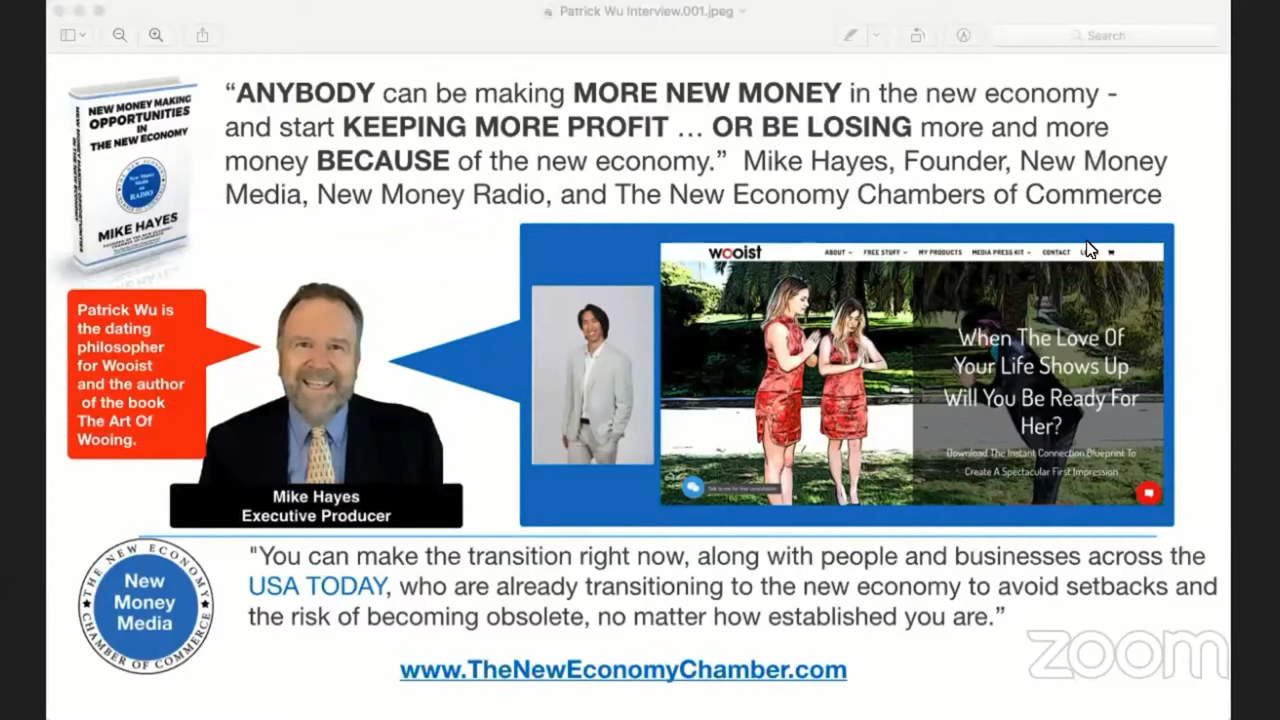 Patrick Wu Interview.001.jpeg
Search
NEW MONEY MAKING
OPPORTUNITIES
IN
THE NEW ECONOMY
New Money
Media
RADIO
MIKE HAYES
“ANYBODY can be making MORE NEW MONEY in the new economy -
and start KEEPING MORE PROFIT … OR BE LOSING more and more
money BECAUSE of the new economy.” Mike Hayes, Founder, New Money
Media, New Money Radio, and The New Economy Chambers of Commerce
Patrick Wu is
the dating
philosopher
for Wooist
and the author
of the book
The Art Of
Wooing.
Mike Hayes
Executive Producer
wooist
ABOUT FREE STUFF MY PRODUCTS MEDIA PRESS KIT CONTACT
When The Love Of
Your Life Shows Up
Will You Be Ready For
Her?
Download The Instant Connection Blueprint To
Create A Spectacular First Impression
THE NEW ECONOMY
New
Money
Media
CHAMBER OF COMMERCE
"You can make the transition right now, along with people and businesses across the
USA TODAY, who are already transitioning to the new economy to avoid setbacks and
the risk of becoming obsolete, no matter how established you are.”
www.TheNewEconomyChamber.com
zoom